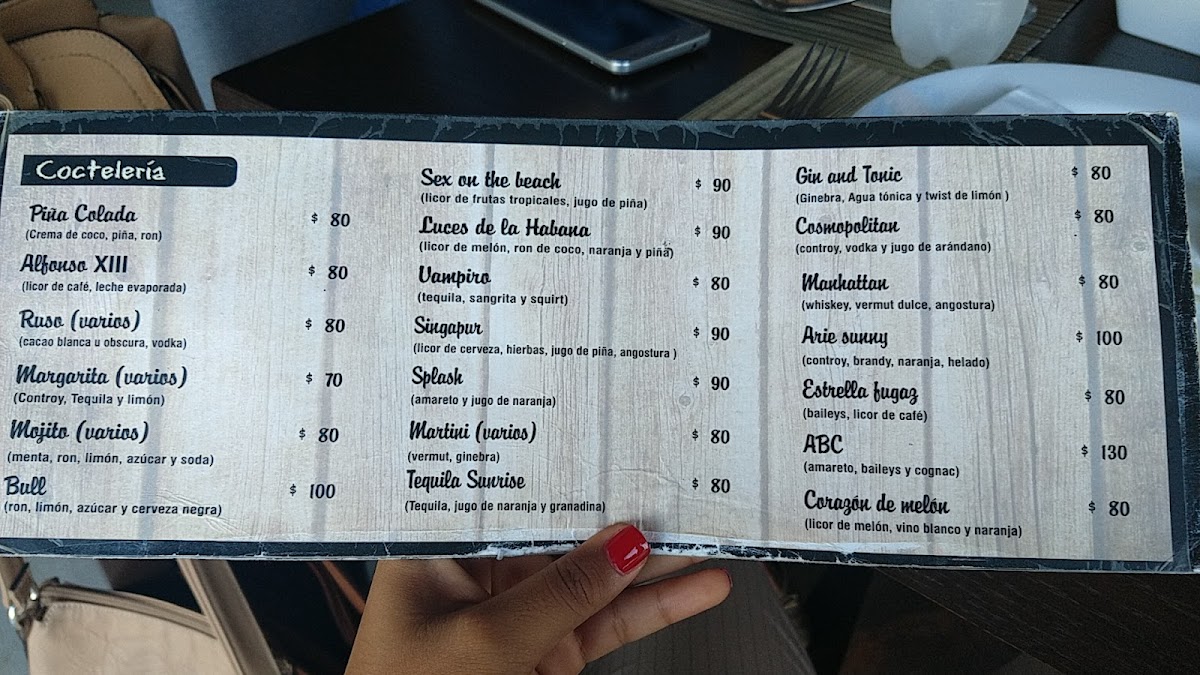 Coctelería
Piña Colada $ 80
(Crema de coco, piña, ron)
Alfonso XIII $ 80
(licor de café, leche evaporada)
Ruso (varios) $ 80
(cacao blanca u obscura, vodka)
Margarita (varios) $ 70
(Controy, Tequila y limón)
Mojito (varios) $ 80
(menta, ron, limón, azúcar y soda)
Bull $ 100
(ron, limón, azúcar y cerveza negra)
Sex on the beach $ 90
(licor de frutas tropicales, jugo de piña)
Luces de la Habana $ 90
(licor de melón, ron de coco, naranja y piña)
Vampiro $ 80
(tequila, sangrita y squirt)
Singapur $ 90
(licor de cerveza, hierbas, jugo de piña, angostura )
Splash $ 90
(amareto y jugo de naranja)
Martini (varios) $ 80
(vermut, ginebra)
Tequila Sunrise $ 80
(Tequila, jugo de naranja y granadina)
Gin and Tonic $ 80
(Ginebra, Agua tónica y twist de limón )
Cosmopolitan $ 80
(controy, vodka y jugo de arándano)
Manhattan $ 80
(whiskey, vermut dulce, angostura)
Arie sunny $ 100
(controy, brandy, naranja, helado)
Estrella fugaz $ 80
(baileys, licor de café)
ABC $ 130
(amareto, baileys y cognac)
Corazón de melón $ 80
(licor de melón, vino blanco y naranja)